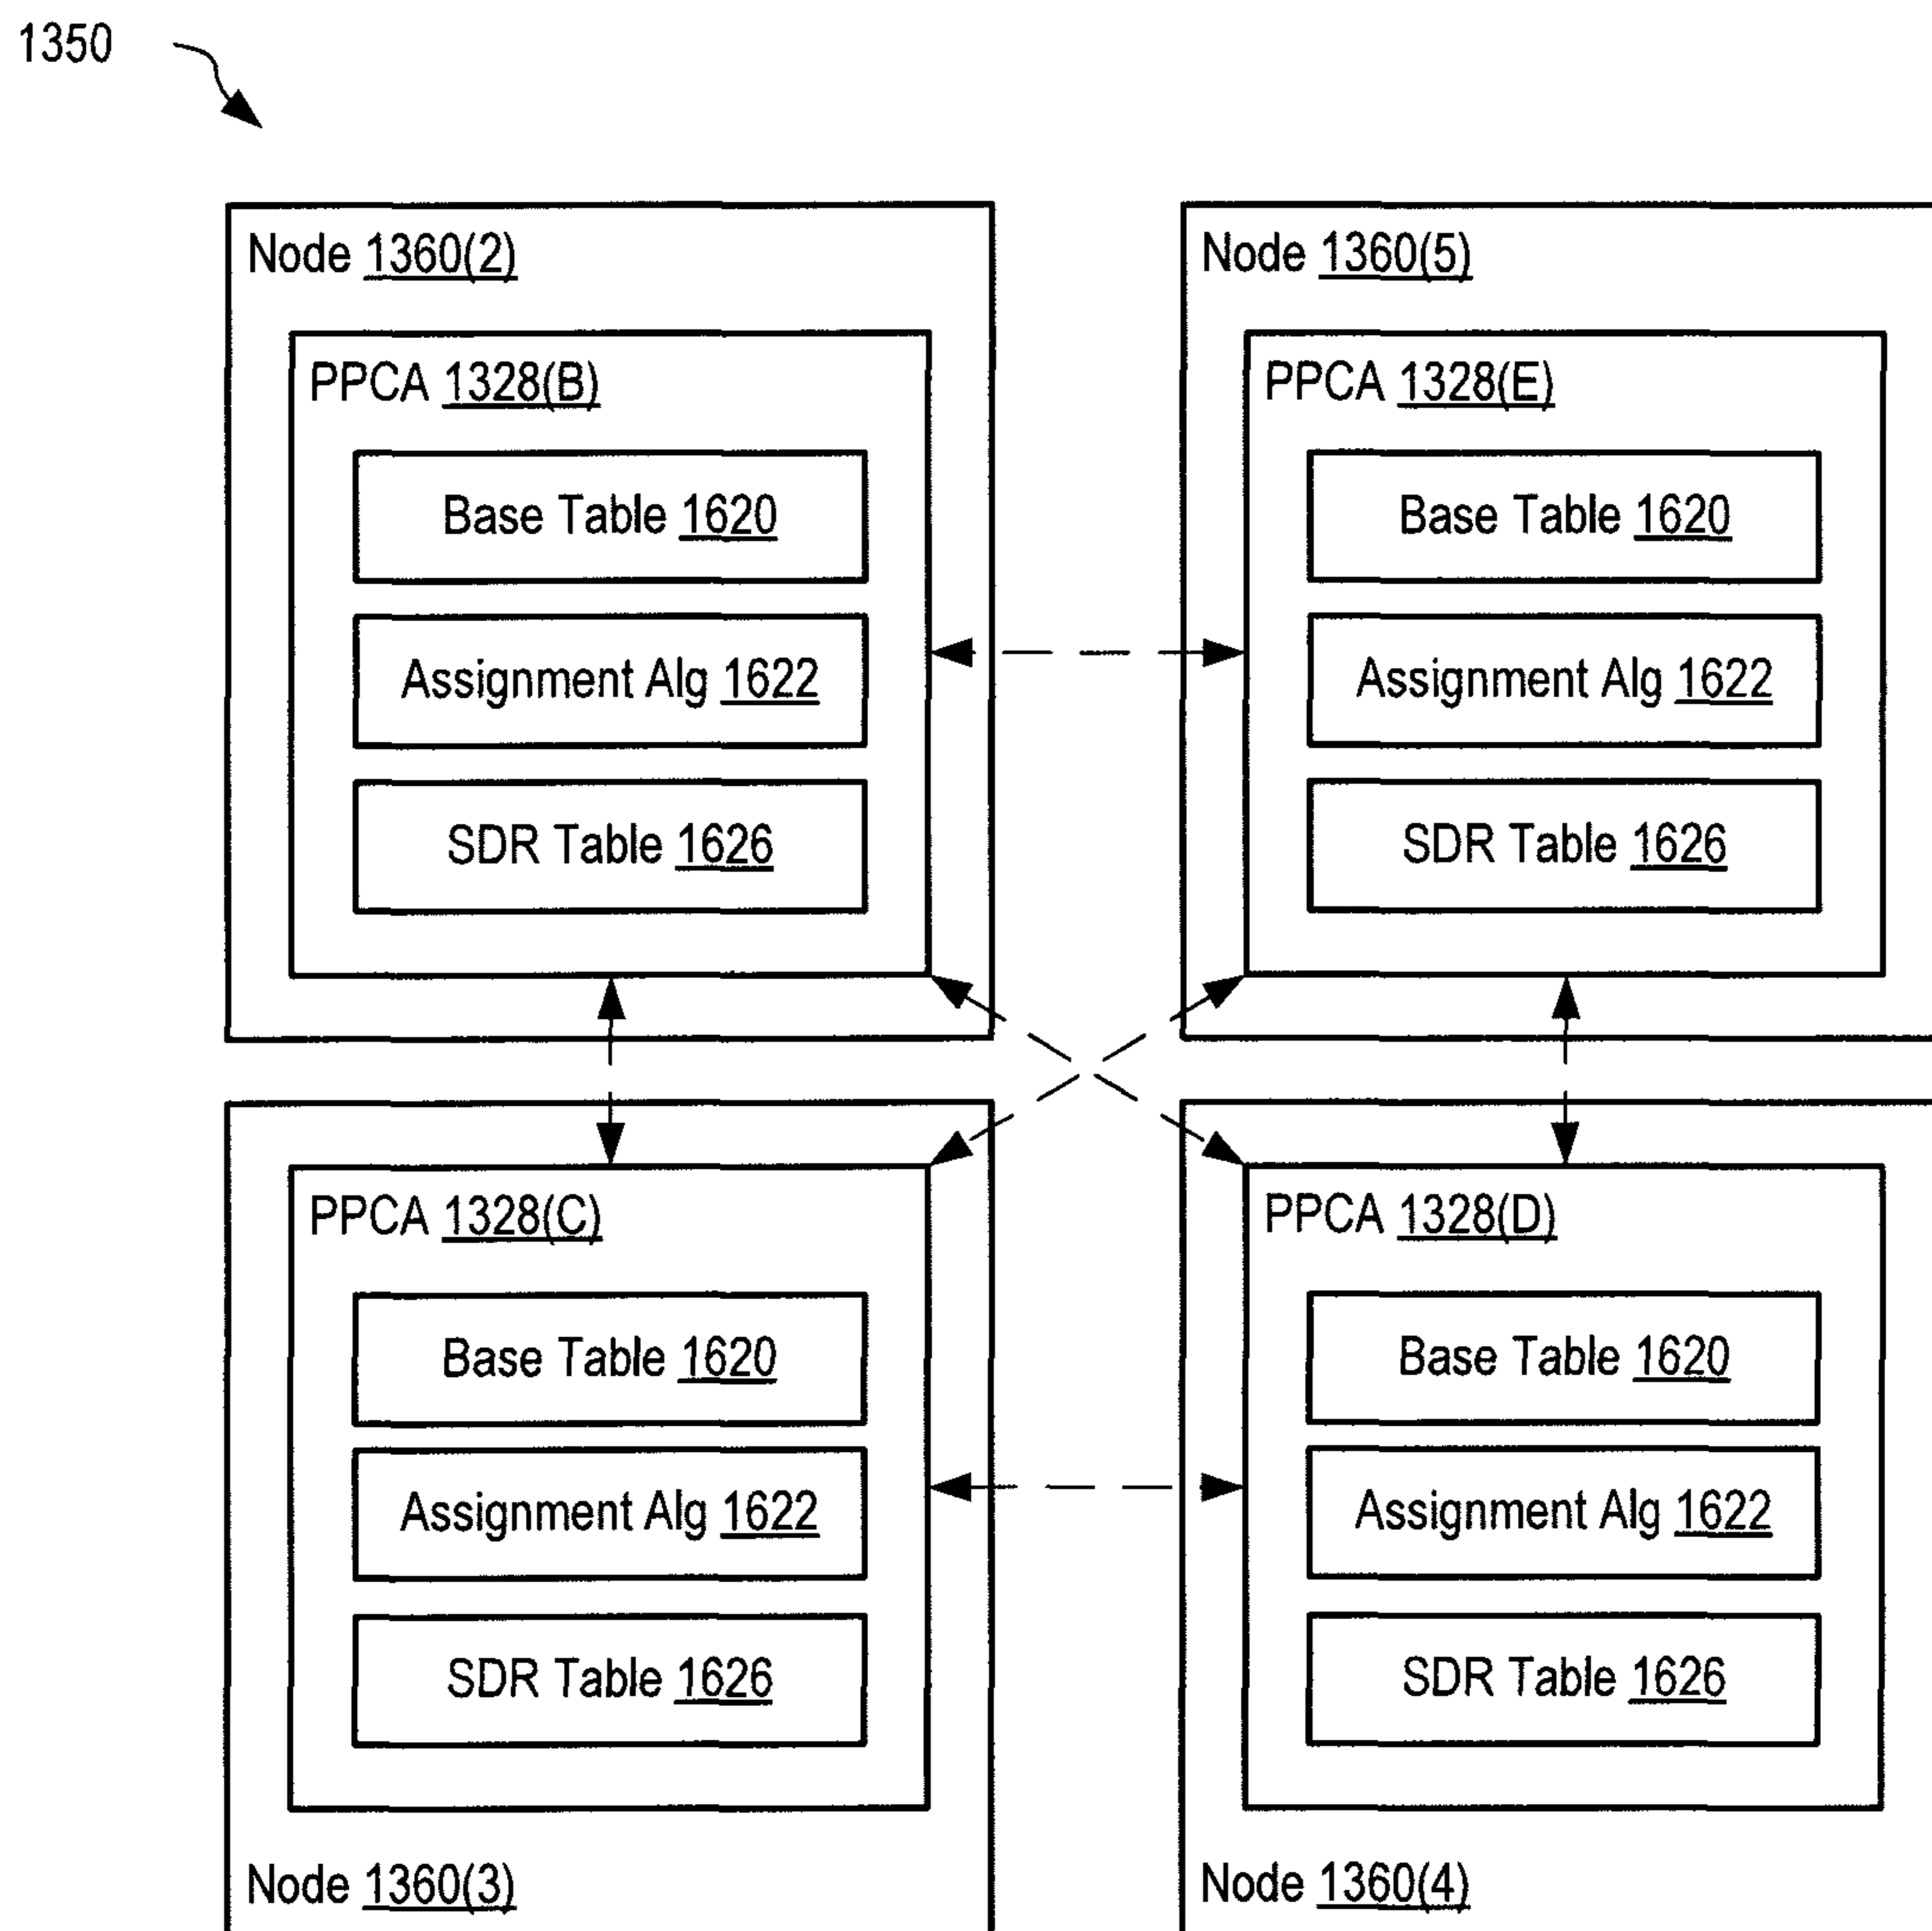 1350
Node 1360(2)
PPCA 1328(B)
Base Table 1620
Assignment Alg 1622
SDR Table 1626
Node 1360(5)
PPCA 1328(E)
Base Table 1620
Assignment Alg 1622
SDR Table 1626
PPCA 1328(C)
Base Table 1620
Assignment Alg 1622
SDR Table 1626
Node 1360(3)
PPCA 1328(D)
Base Table 1620
Assignment Alg 1622
SDR Table 1626
Node 1360(4)